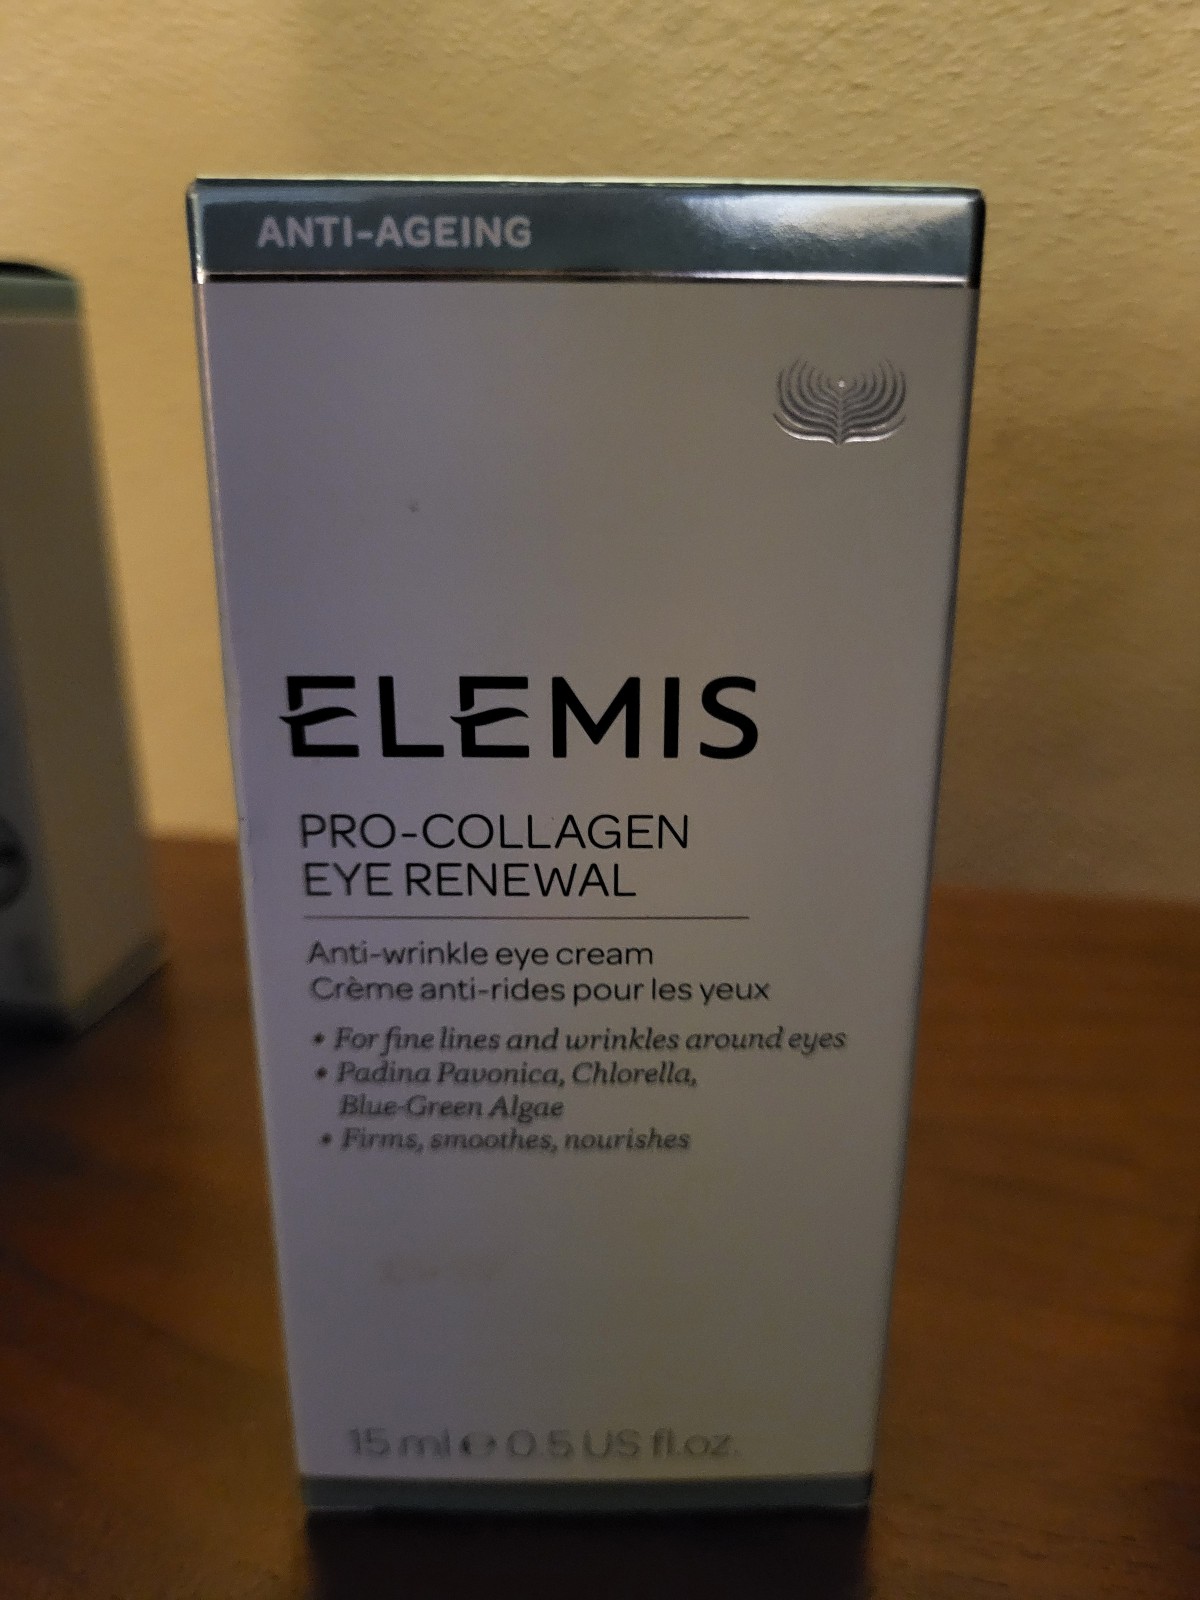 ANTI-AGEING
ELEMIS
PRO-COLLAGEN
EYE RENEWAL
Anti-wrinkle eye cream
Crème anti-rides pour les yeux
• For fine lines and wrinkles around eyes
• Padina Pavonica, Chlorella,
Blue-Green Algae
• Firms, smoothes, nourishes
15 ml ℮ 0.5 US fl.oz.